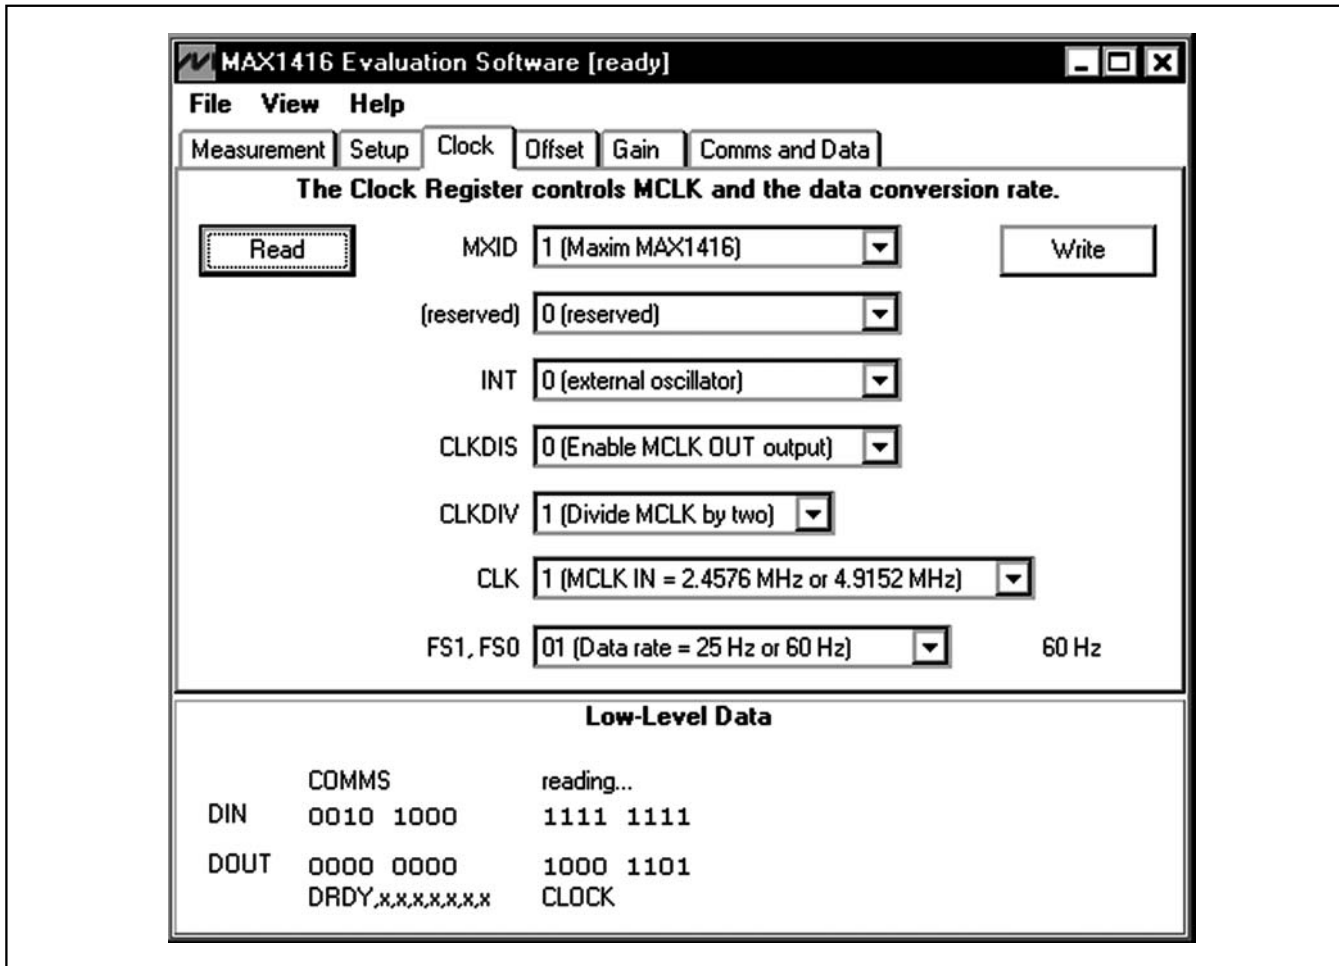 MAX1416 Evaluation Software [ready]
File View Help
Measurement Setup Clock Offset Gain Comms and Data
The Clock Register controls MCLK and the data conversion rate.
Read MXID 1 (Maxim MAX1416) Write
(reserved) 0 (reserved)
INT 0 (external oscillator)
CLKDIS 0 (Enable MCLK OUT output)
CLKDIV 1 (Divide MCLK by two)
CLK 1 (MCLK IN = 2.4576 MHz or 4.9152 MHz)
FS1, FS0 01 (Data rate = 25 Hz or 60 Hz) 60 Hz
Low-Level Data
COMMS reading...
DIN 0010 1000 1111 1111
DOUT 0000 0000 1000 1101
DRDY,x,x,x,x,x,x,x CLOCK